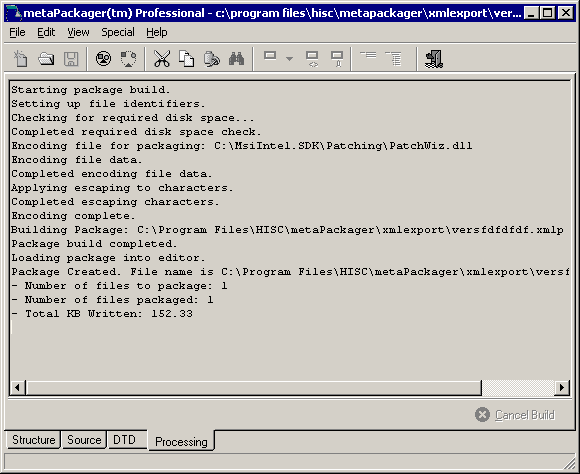 metaPackager(tm) Professional - c:\program files\hisc\metapackager\xmlexport\vers...
File Edit View Special Help
Starting package build.
Setting up file identifiers.
Checking for required disk space...
Completed required disk space check.
Encoding file for packaging: C:\MsiIntel.SDK\Patching\PatchWiz.dll
Encoding file data.
Completed encoding file data.
Applying escaping to characters.
Completed escaping characters.
Encoding complete.
Building Package: C:\Program Files\HISC\metaPackager\xmlexport\versfdfdfdf.xmlp
Package build completed.
Loading package into editor.
Package Created. File name is C:\Program Files\HISC\metaPackager\xmlexport\versf
- Number of files to package: 1
- Number of files packaged: 1
- Total KB Written: 152.33
Cancel Build
Structure Source DTD Processing